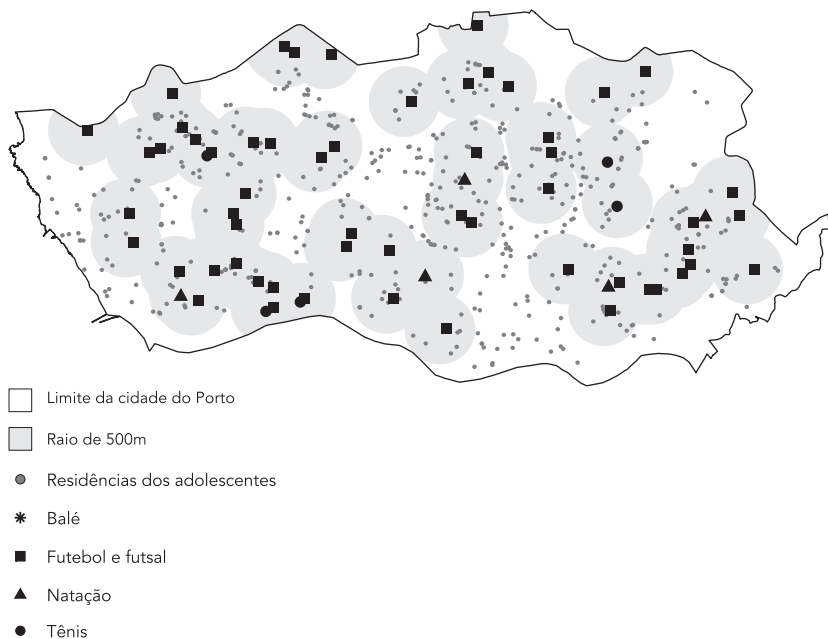 Limite da cidade do Porto
Raio de 500m
Residências dos adolescentes
Balé
Futebol e futsal
Natação
Tênis